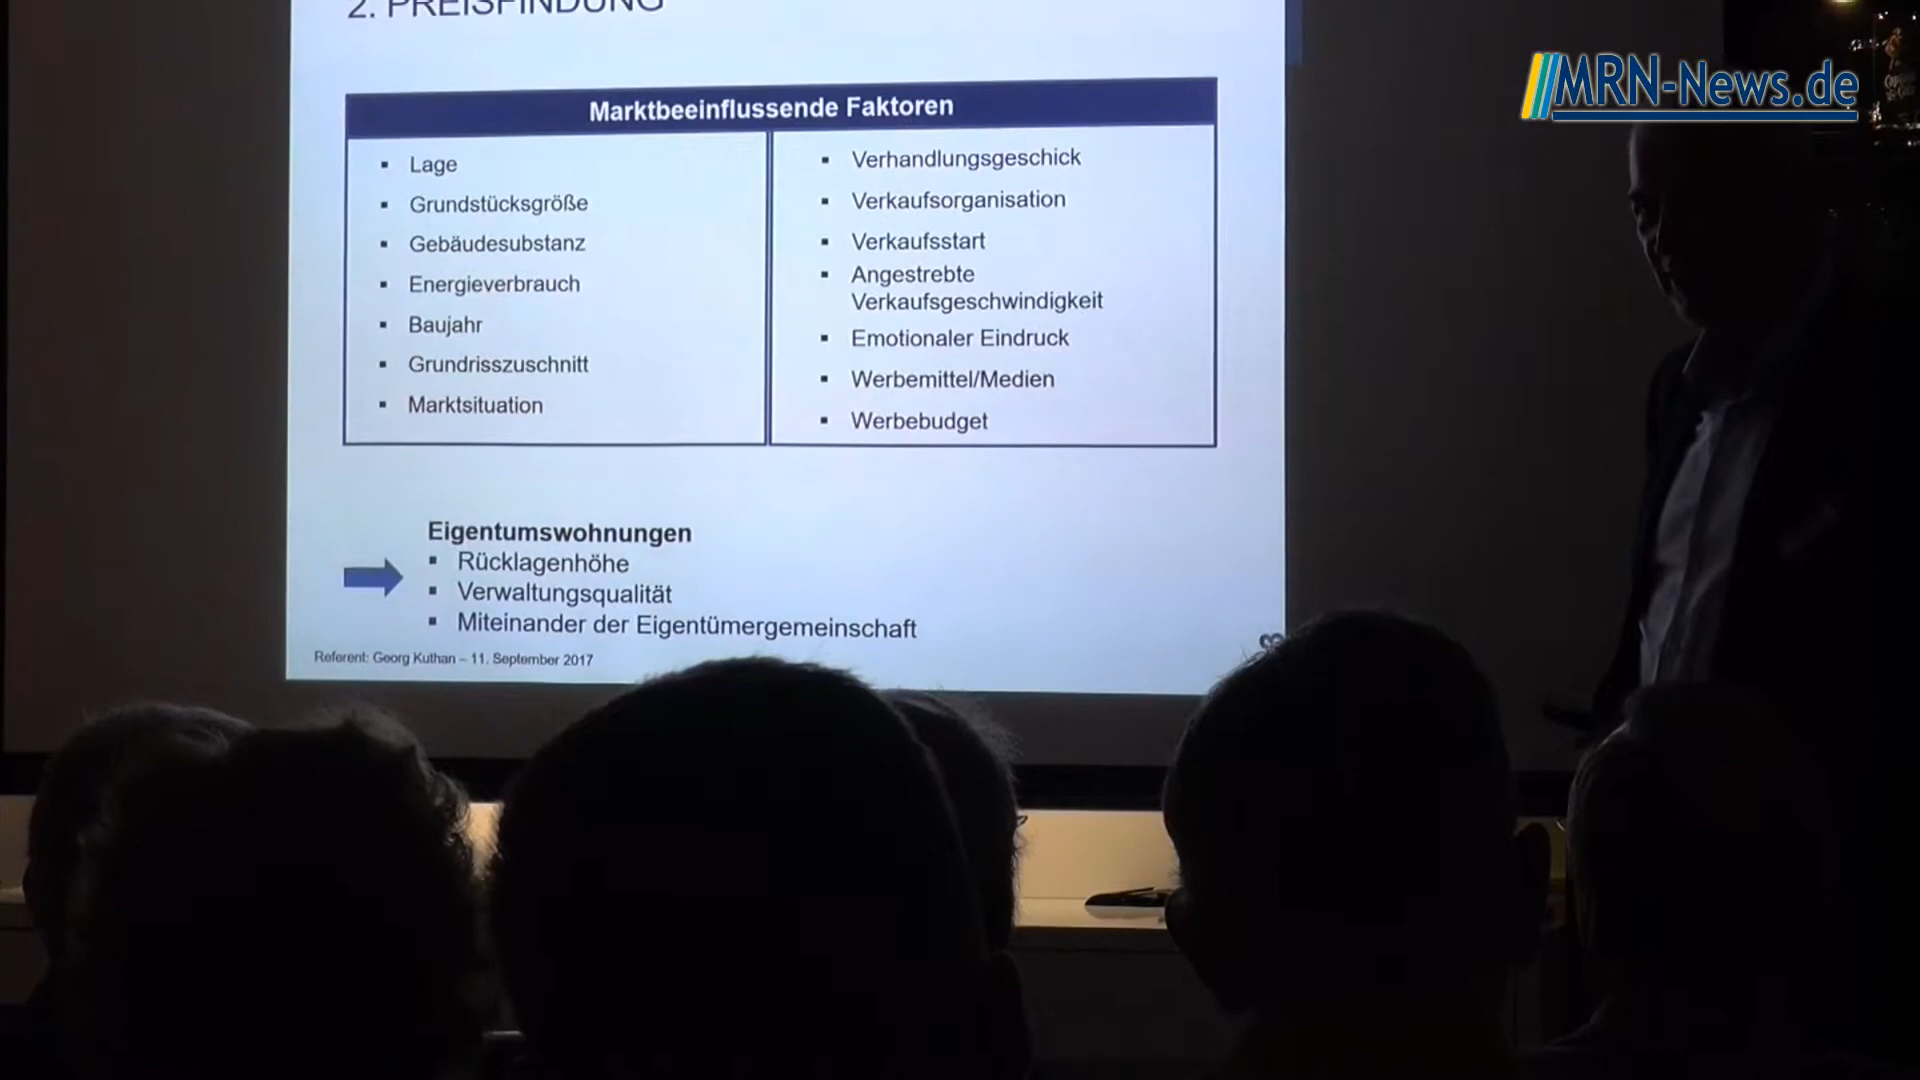 2. PREISFINDUNG
MRN-News.de
Marktbeeinflussende Faktoren
Lage
Grundstücksgröße
Gebäudesubstanz
Energieverbrauch
Baujahr
Grundrisszuschnitt
Marktsituation
Verhandlungsgeschick
Verkaufsorganisation
Verkaufsstart
Angestrebte
Verkaufsgeschwindigkeit
Emotionaler Eindruck
Werbemittel/Medien
Werbebudget
Eigentumswohnungen
Rücklagenhöhe
Verwaltungsqualität
Miteinander der Eigentümergemeinschaft
Referent: Georg Kuthan – 11. September 2017